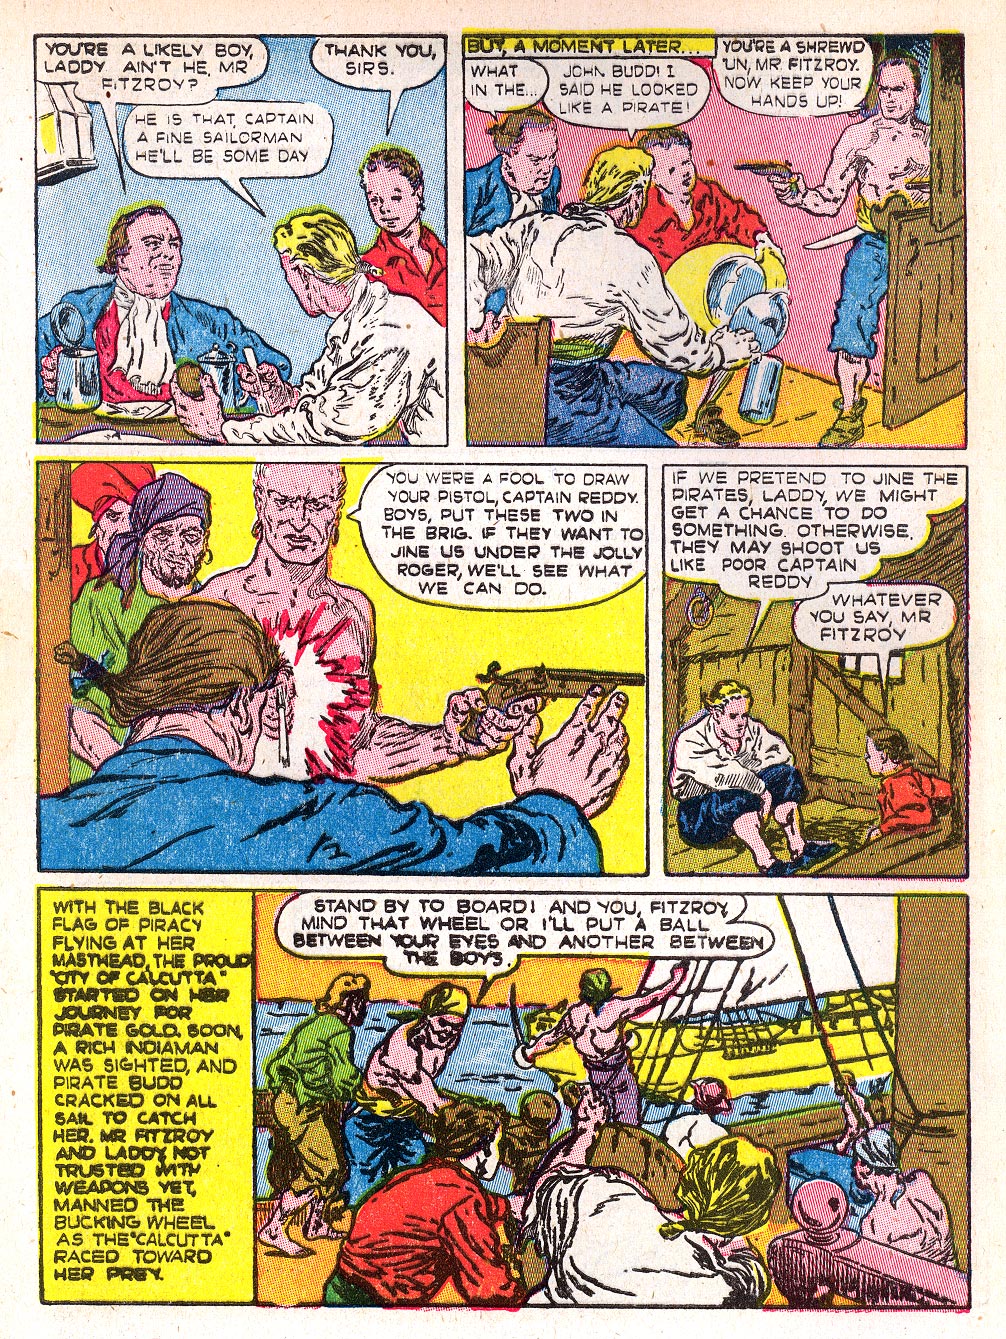 YOU'RE A LIKELY BOY,
LADDY AIN'T HE, MR
FITZROY?
THANK YOU,
SIRS.
HE IS THAT, CAPTAIN
A FINE SAILORMAN
HE'LL BE SOME DAY
BUT, A MOMENT LATER....
WHAT
IN THE...
JOHN BUDD! I
SAID HE LOOKED
LIKE A PIRATE!
YOU'RE A SHREWD
'UN, MR FITZROY.
NOW KEEP YOUR
HANDS UP!
YOU WERE A FOOL TO DRAW
YOUR PISTOL, CAPTAIN REDDY.
BOYS, PUT THESE TWO IN
THE BRIG. IF THEY WANT TO
JINE US UNDER THE JOLLY
ROGER, WE'LL SEE WHAT
WE CAN DO.
IF WE PRETEND TO JINE THE
PIRATES, LADDY, WE MIGHT
GET A CHANCE TO DO
SOMETHING. OTHERWISE.
THEY MAY SHOOT US
LIKE POOR CAPTAIN
REDDY
WHATEVER
YOU SAY, MR
FITZROY
WITH THE BLACK
FLAG OF PIRACY
FLYING AT HER
MASTHEAD, THE PROUD
"CITY OF CALCUTTA"
STARTED ON HER
JOURNEY FOR
PIRATE GOLD. SOON,
A RICH INDIAMAN
WAS SIGHTED, AND
PIRATE BUDD
CRACKED ON ALL
SAIL TO CATCH
HER. MR FITZROY
AND LADDY, NOT
TRUSTED WITH
WEAPONS YET,
MANNED THE
BUCKING WHEEL
AS THE "CALCUTTA"
RACED TOWARD
HER PREY.
STAND BY TO BOARD! AND YOU, FITZROY,
MIND THAT WHEEL OR I'LL PUT A BALL
BETWEEN YOUR EYES AND ANOTHER BETWEEN
THE BOYS.